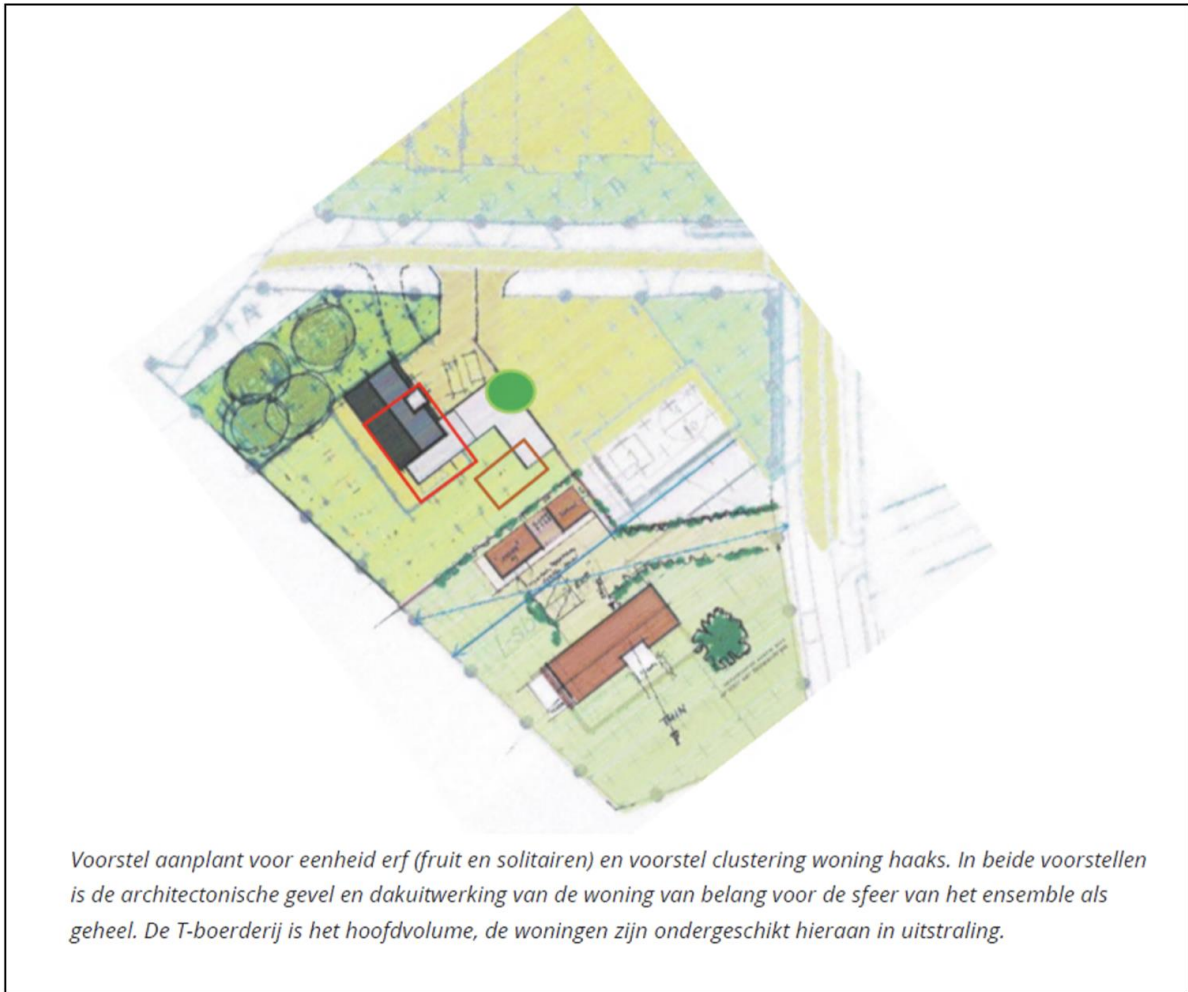 TUIN
Voorstel aanplant voor eenheid erf (fruit en solitairen) en voorstel clustering woning haaks. In beide voorstellen
is de architectonische gevel en dakuitwerking van de woning van belang voor de sfeer van het ensemble als
geheel. De T-boerderij is het hoofdvolume, de woningen zijn ondergeschikt hieraan in uitstraling.